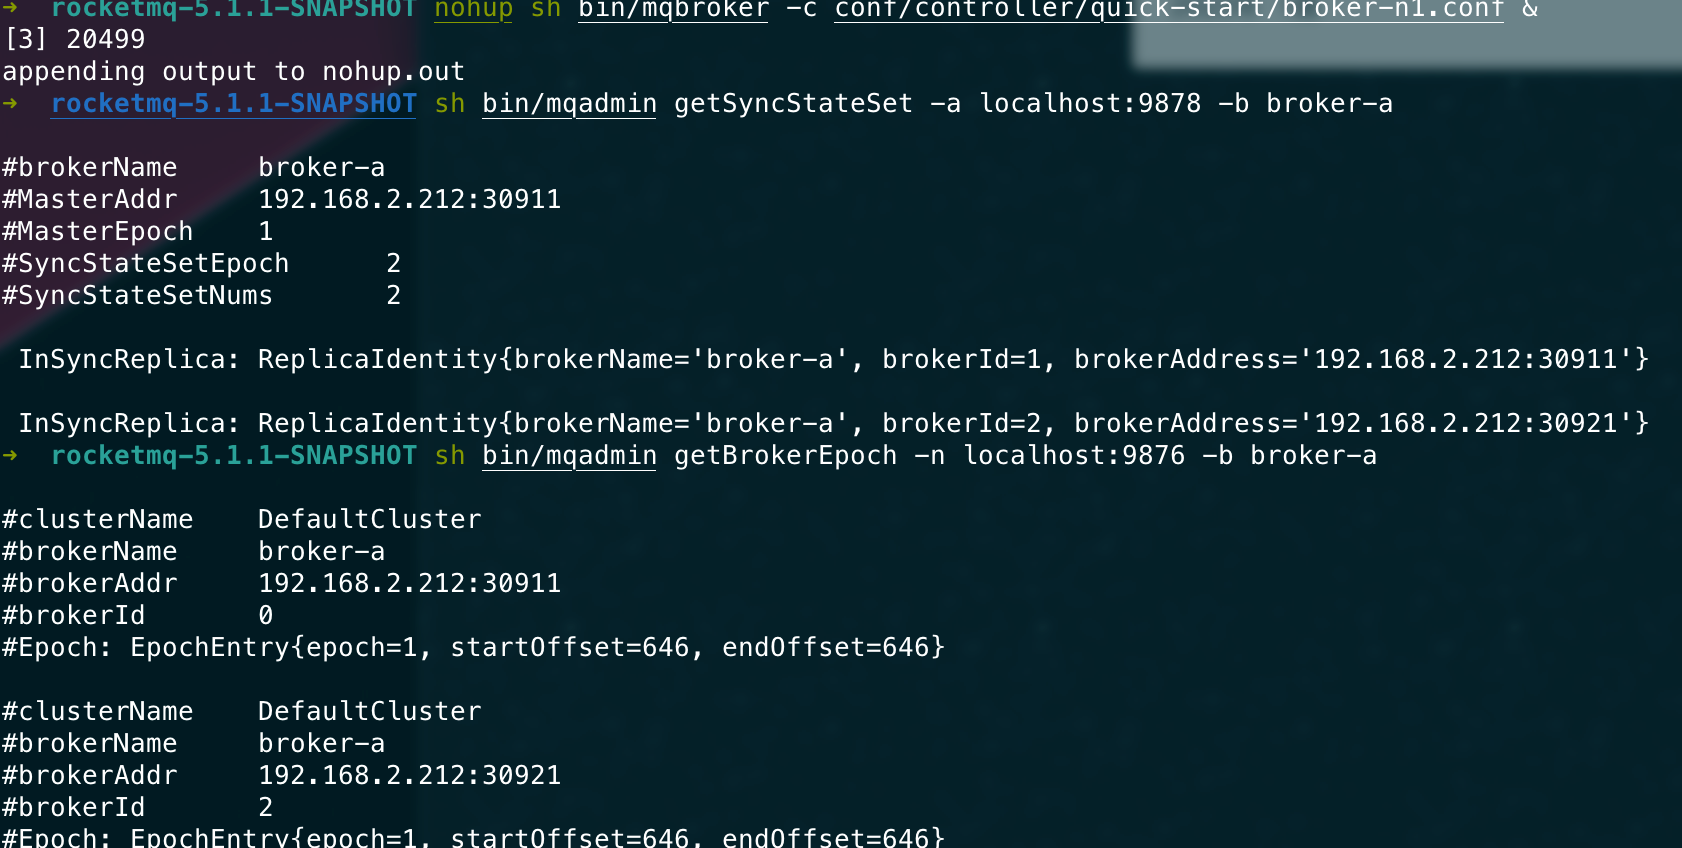 → rocketmq-5.1.1-SNAPSHOT nohup sh bin/mqbroker -c conf/controller/quick-start/broker-n1.conf &
[3] 20499
appending output to nohup.out
→ rocketmq-5.1.1-SNAPSHOT sh bin/mqadmin getSyncStateSet -a localhost:9878 -b broker-a
#brokerName broker-a
#MasterAddr 192.168.2.212:30911
#MasterEpoch 1
#SyncStateSetEpoch 2
#SyncStateSetNums 2
InSyncReplica: ReplicaIdentity{brokerName='broker-a', brokerId=1, brokerAddress='192.168.2.212:30911'}
InSyncReplica: ReplicaIdentity{brokerName='broker-a', brokerId=2, brokerAddress='192.168.2.212:30921'}
→ rocketmq-5.1.1-SNAPSHOT sh bin/mqadmin getBrokerEpoch -n localhost:9876 -b broker-a
#clusterName DefaultCluster
#brokerName broker-a
#brokerAddr 192.168.2.212:30911
#brokerId 0
#Epoch: EpochEntry{epoch=1, startOffset=646, endOffset=646}
#clusterName DefaultCluster
#brokerName broker-a
#brokerAddr 192.168.2.212:30921
#brokerId 2
#Epoch: EpochEntry{epoch=1, startOffset=646, endOffset=646}